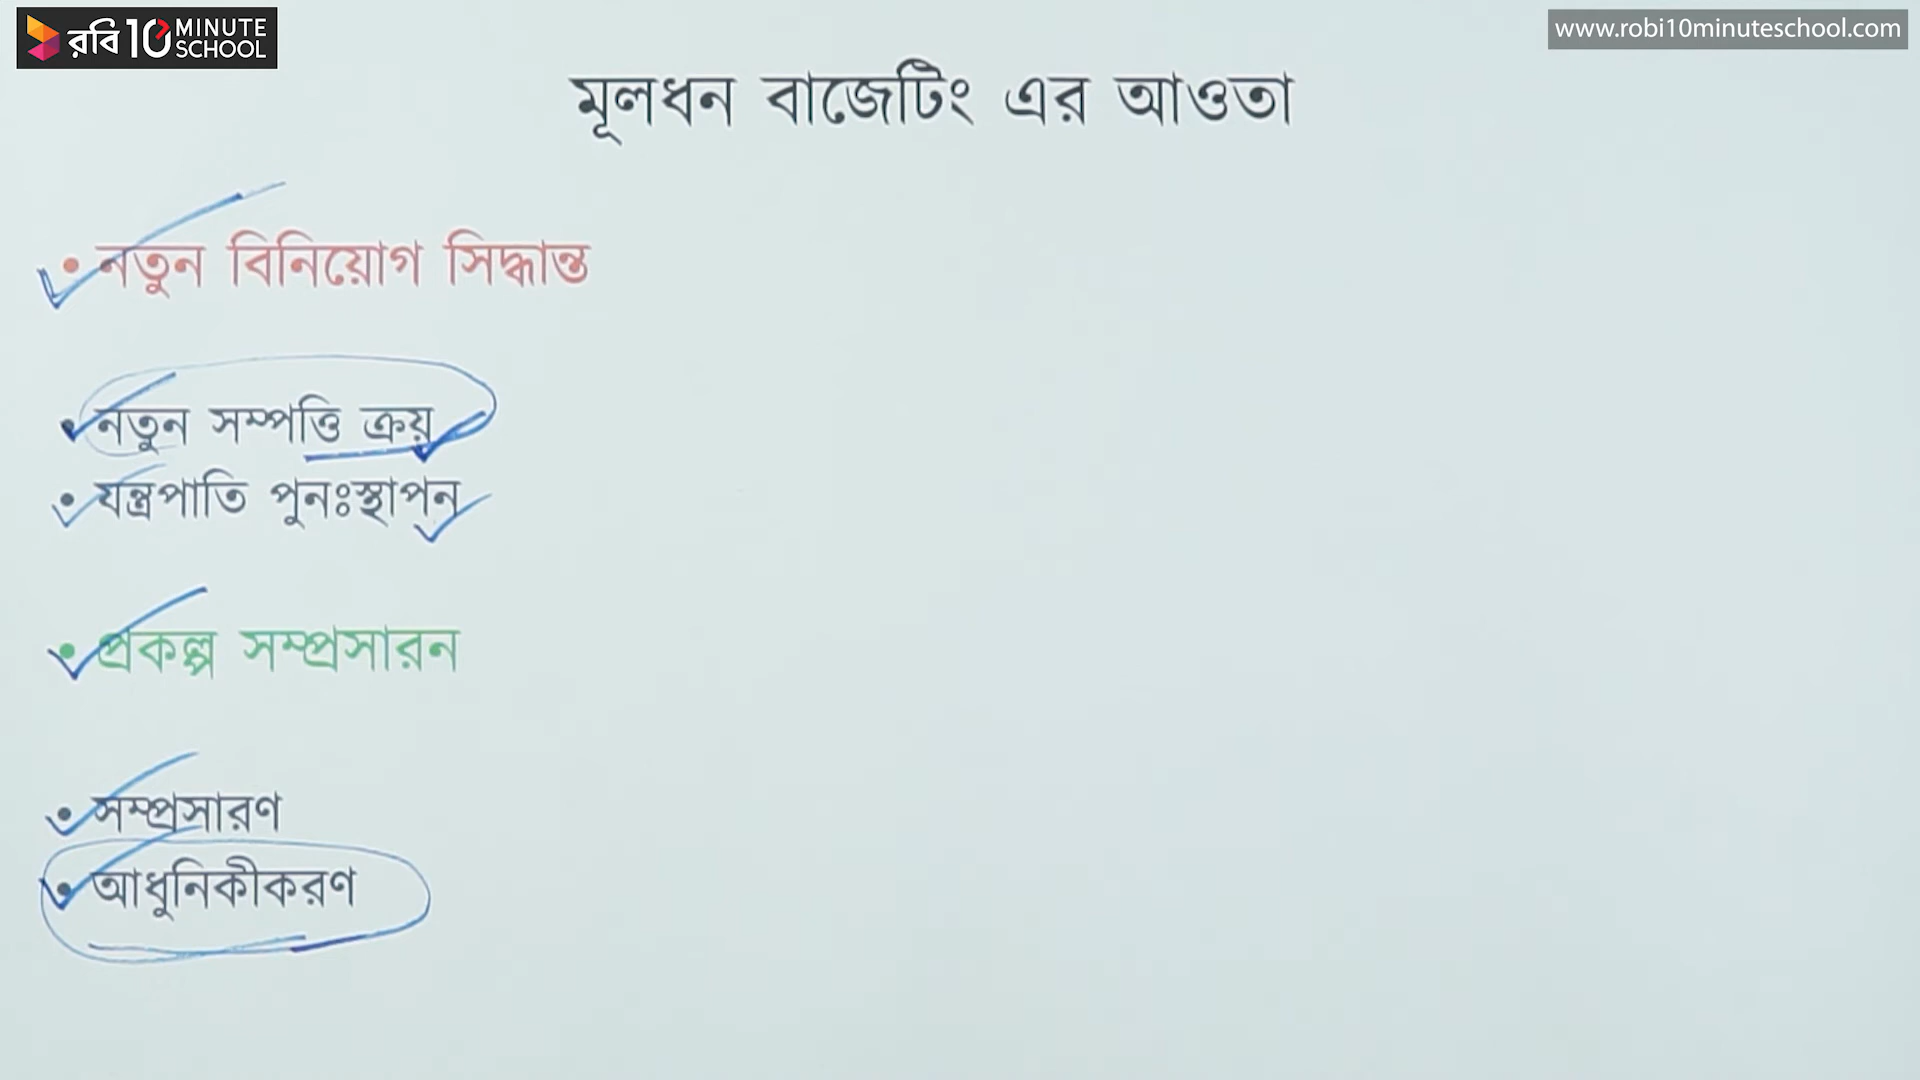 রবি 10 MINUTE SCHOOL
www.robi10minuteschool.com
মূলধন বাজেটিং এর আওতা
• নতুন বিনিয়োগ সিদ্ধান্ত
• নতুন সম্পত্তি ক্রয়
• যন্ত্রপাতি পুনঃস্থাপন
• প্রকল্প সম্প্রসারন
• সম্প্রসারণ
• আধুনিকীকরণ